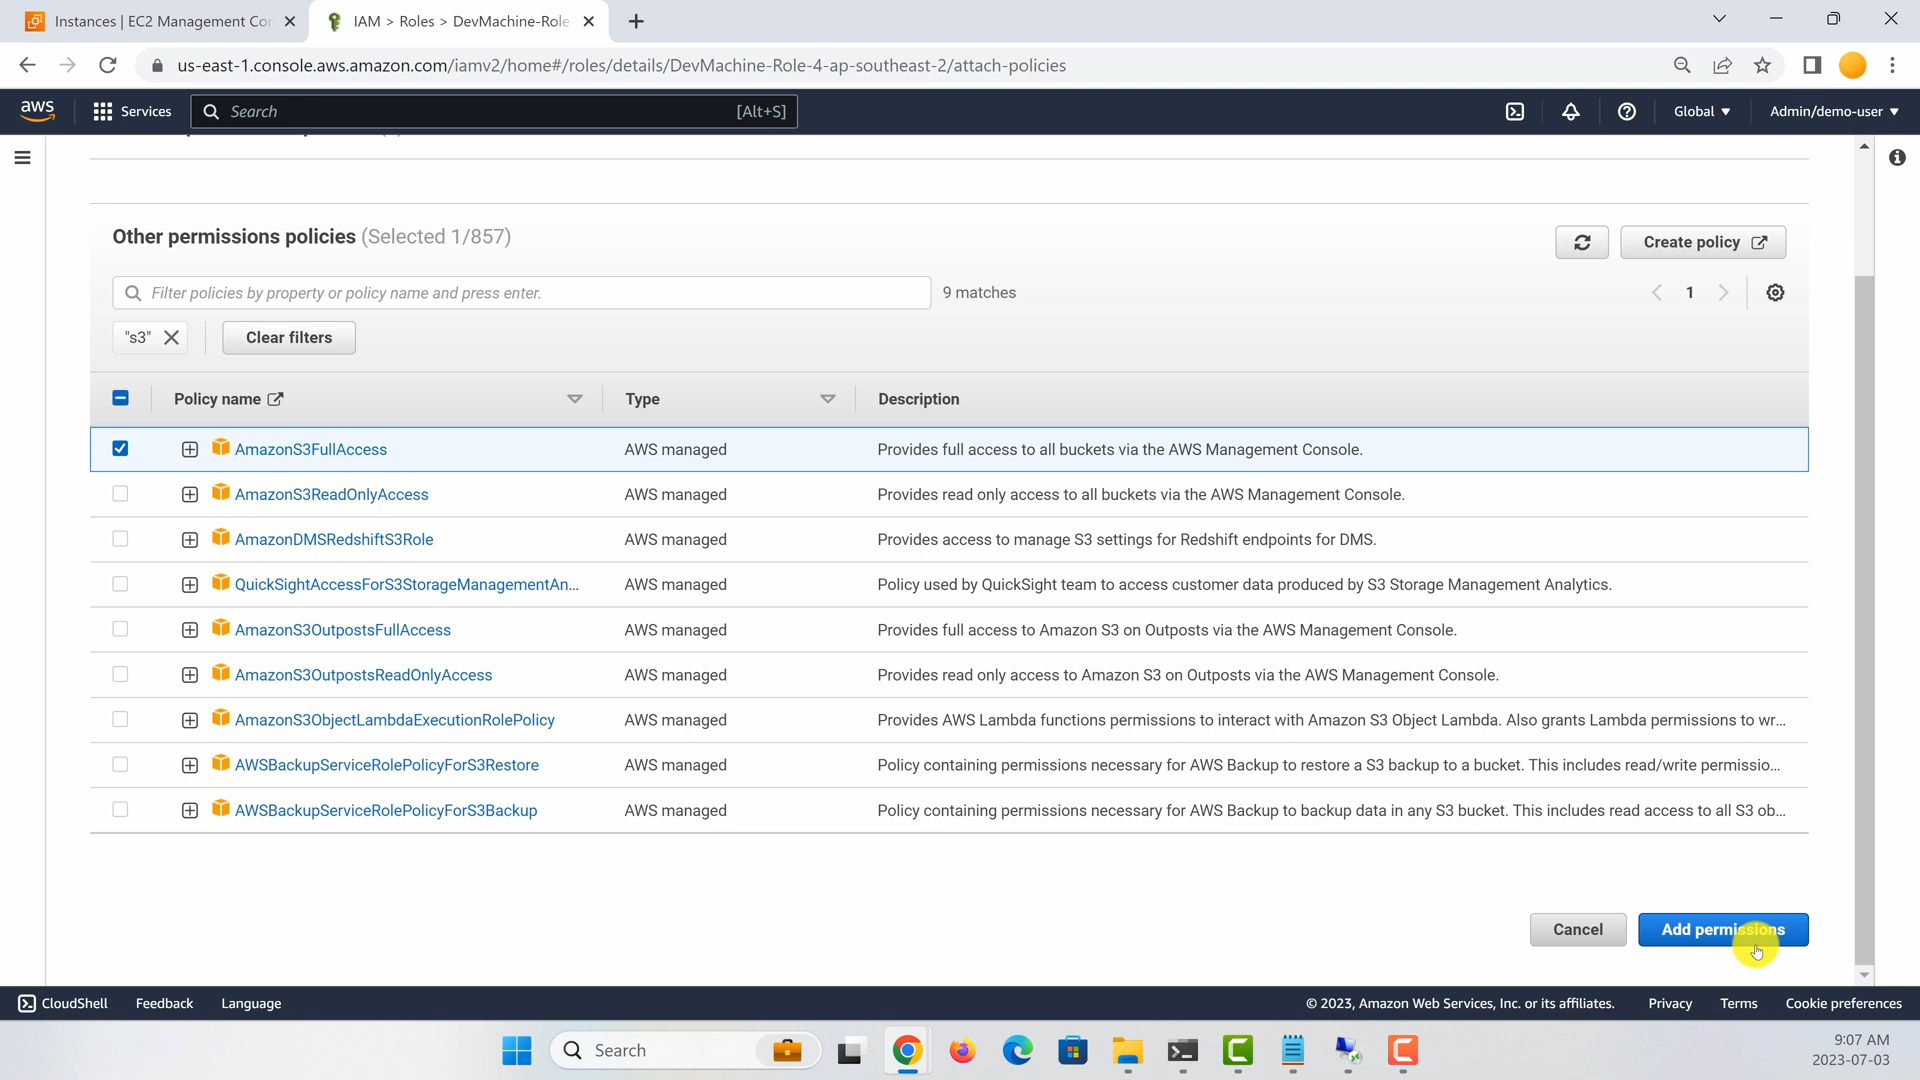 Instances | EC2 Management Con
IAM > Roles > DevMachine-Role
us-east-1.console.aws.amazon.com/iamv2/home#/roles/details/DevMachine-Role-4-ap-southeast-2/attach-policies
aws Services Search [Alt+S] Global Admin/demo-user
Other permissions policies (Selected 1/857)
Create policy
Filter policies by property or policy name and press enter. 9 matches 1
"s3" Clear filters
Policy name Type Description
AmazonS3FullAccess AWS managed Provides full access to all buckets via the AWS Management Console.
AmazonS3ReadOnlyAccess AWS managed Provides read only access to all buckets via the AWS Management Console.
AmazonDMSRedshiftS3Role AWS managed Provides access to manage S3 settings for Redshift endpoints for DMS.
QuickSightAccessForS3StorageManagementAn... AWS managed Policy used by QuickSight team to access customer data produced by S3 Storage Management Analytics.
AmazonS3OutpostsFullAccess AWS managed Provides full access to Amazon S3 on Outposts via the AWS Management Console.
AmazonS3OutpostsReadOnlyAccess AWS managed Provides read only access to Amazon S3 on Outposts via the AWS Management Console.
AmazonS3ObjectLambdaExecutionRolePolicy AWS managed Provides AWS Lambda functions permissions to interact with Amazon S3 Object Lambda. Also grants Lambda permissions to wr...
AWSBackupServiceRolePolicyForS3Restore AWS managed Policy containing permissions necessary for AWS Backup to restore a S3 backup to a bucket. This includes read/write permissio...
AWSBackupServiceRolePolicyForS3Backup AWS managed Policy containing permissions necessary for AWS Backup to backup data in any S3 bucket. This includes read access to all S3 ob...
Cancel Add permissions
CloudShell Feedback Language © 2023, Amazon Web Services, Inc. or its affiliates. Privacy Terms Cookie preferences
Search
9:07 AM
2023-07-03